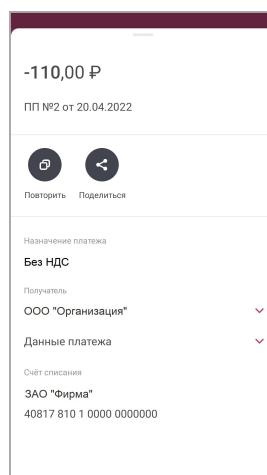 -110,00 ₽
ПП №2 от 20.04.2022
Повторить Поделиться
Назначение платежа
Без НДС
Получатель
ООО "Организация"
Данные платежа
Счёт списания
ЗАО "Фирма"
40817 810 1 0000 0000000